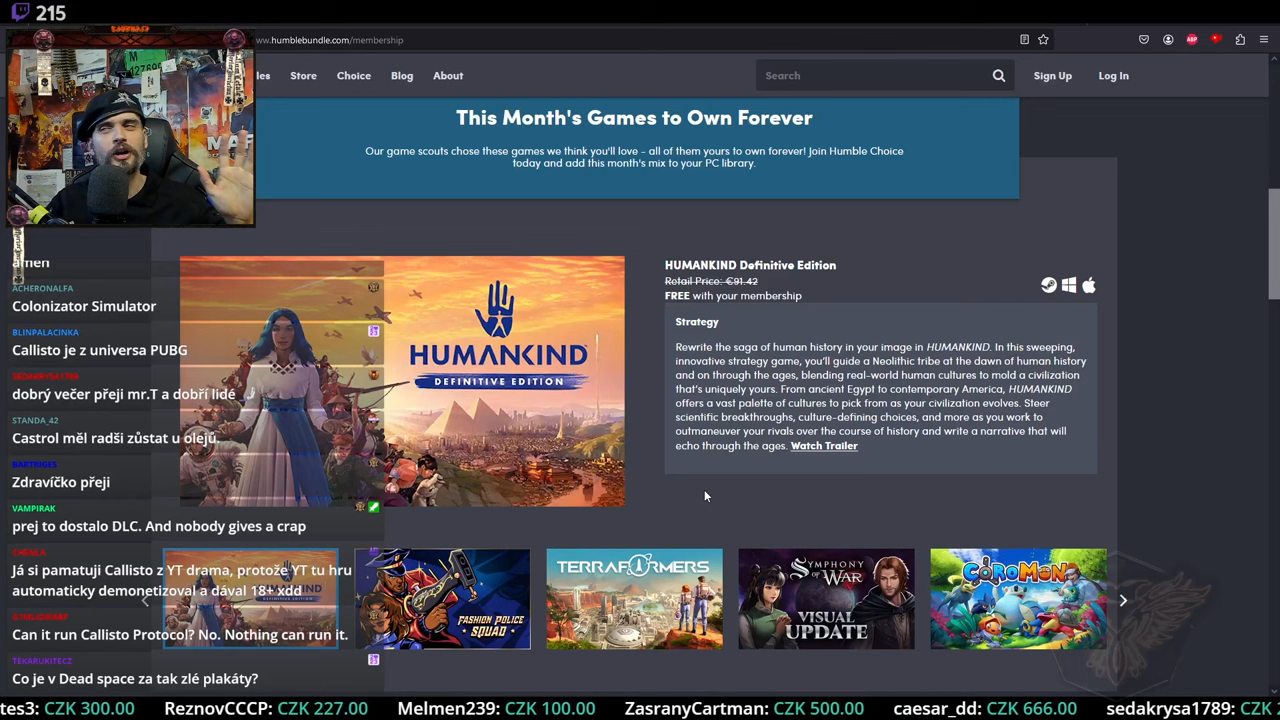 215
ww.humblebundle.com/membership
les Store Choice Blog About
Search
Sign Up Log In
This Month's Games to Own Forever
Our game scouts chose these games we think you'll love - all of them yours to own forever! Join Humble Choice
today and add this month's mix to your PC library.
HUMANKIND
DEFINITIVE EDITION
HUMANKIND Definitive Edition
Retail Price: €91.42
FREE with your membership
Strategy
Rewrite the saga of human history in your image in HUMANKIND. In this sweeping,
innovative strategy game, you'll guide a Neolithic tribe at the dawn of human history
and on through the ages, blending real-world human cultures to mold a civilization
that's uniquely yours. From ancient Egypt to contemporary America, HUMANKIND
offers a vast palette of cultures to pick from as your civilization evolves. Steer
scientific breakthroughs, culture-defining choices, and more as you work to
outmaneuver your rivals over the course of history and write a narrative that will
echo through the ages. Watch Trailer
amen
ACHERONALFA
Colonizator Simulator
BLINPALACINKA
Callisto je z universa PUBG
dobrý večer přeji mr.T a dobří lidé
STANDA_42
Castrol měl radši zůstat u olejů.
BARTRIGES
Zdravíčko přeji
VAMPIRAK
prej to dostalo DLC. And nobody gives a crap
CHENLA
Já si pamatuji Callisto z YT drama, protože YT tu hru
automaticky demonetizoval a dával 18+ xdd
Can it run Callisto Protocol? No. Nothing can run it.
TEKARUKITECZ
Co je v Dead space za tak zlé plakáty?
FASHION POLICE
SQUAD
TERRAFORMERS
SYMPHONY
OF WAR
VISUAL
UPDATE
COROMON
tes3: CZK 300.00 ReznovCCCP: CZK 227.00 Melmen239: CZK 100.00 ZasranyCartman: CZK 500.00 caesar_dd: CZK 666.00 sedakrysa1789: CZK